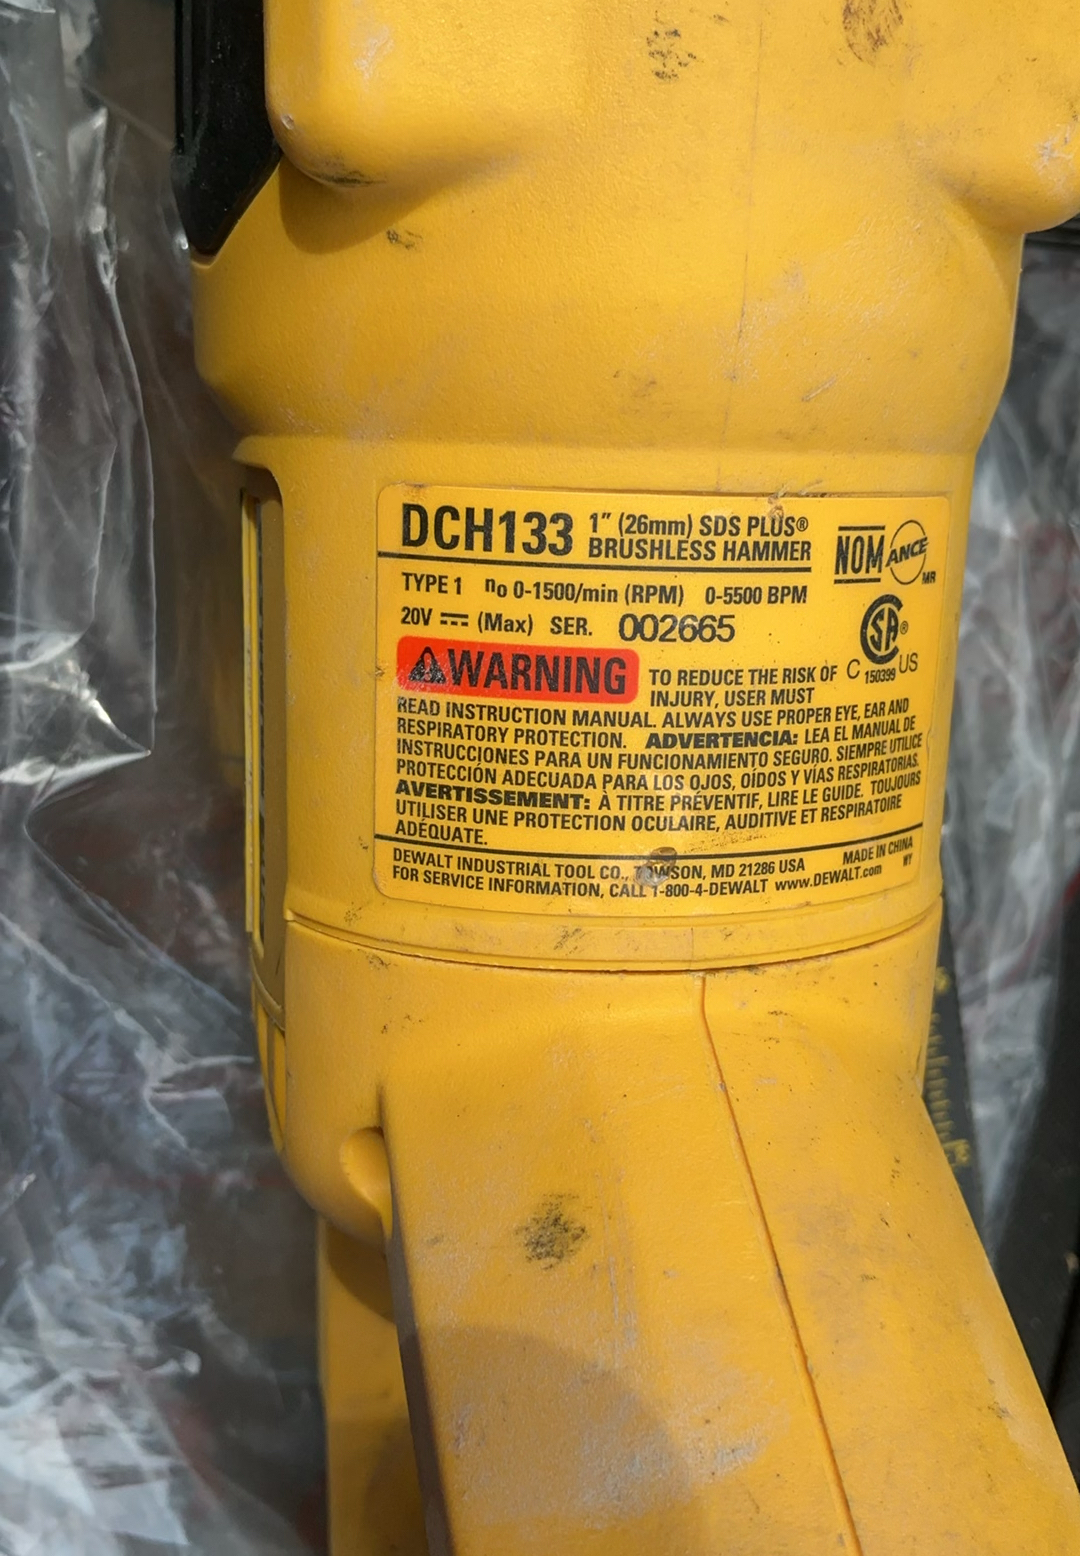 DCH133 1" (26mm) SDS PLUS®
BRUSHLESS HAMMER
NOM ANCE MR
TYPE 1 no 0-1500/min (RPM) 0-5500 BPM
20V (Max) SER. 002665
SA®
C 150399 US
WARNING TO REDUCE THE RISK OF
INJURY, USER MUST
READ INSTRUCTION MANUAL. ALWAYS USE PROPER EYE, EAR AND
RESPIRATORY PROTECTION. ADVERTENCIA: LEA EL MANUAL DE
INSTRUCCIONES PARA UN FUNCIONAMIENTO SEGURO. SIEMPRE UTILICE
PROTECCIÓN ADECUADA PARA LOS OJOS, OÍDOS Y VÍAS RESPIRATORIAS.
AVERTISSEMENT: À TITRE PRÉVENTIF, LIRE LE GUIDE. TOUJOURS
UTILISER UNE PROTECTION OCULAIRE, AUDITIVE ET RESPIRATOIRE
ADÉQUATE.
DEWALT INDUSTRIAL TOOL CO., TOWSON, MD 21286 USA MADE IN CHINA
FOR SERVICE INFORMATION, CALL 1-800-4-DEWALT www.DEWALT.com WY